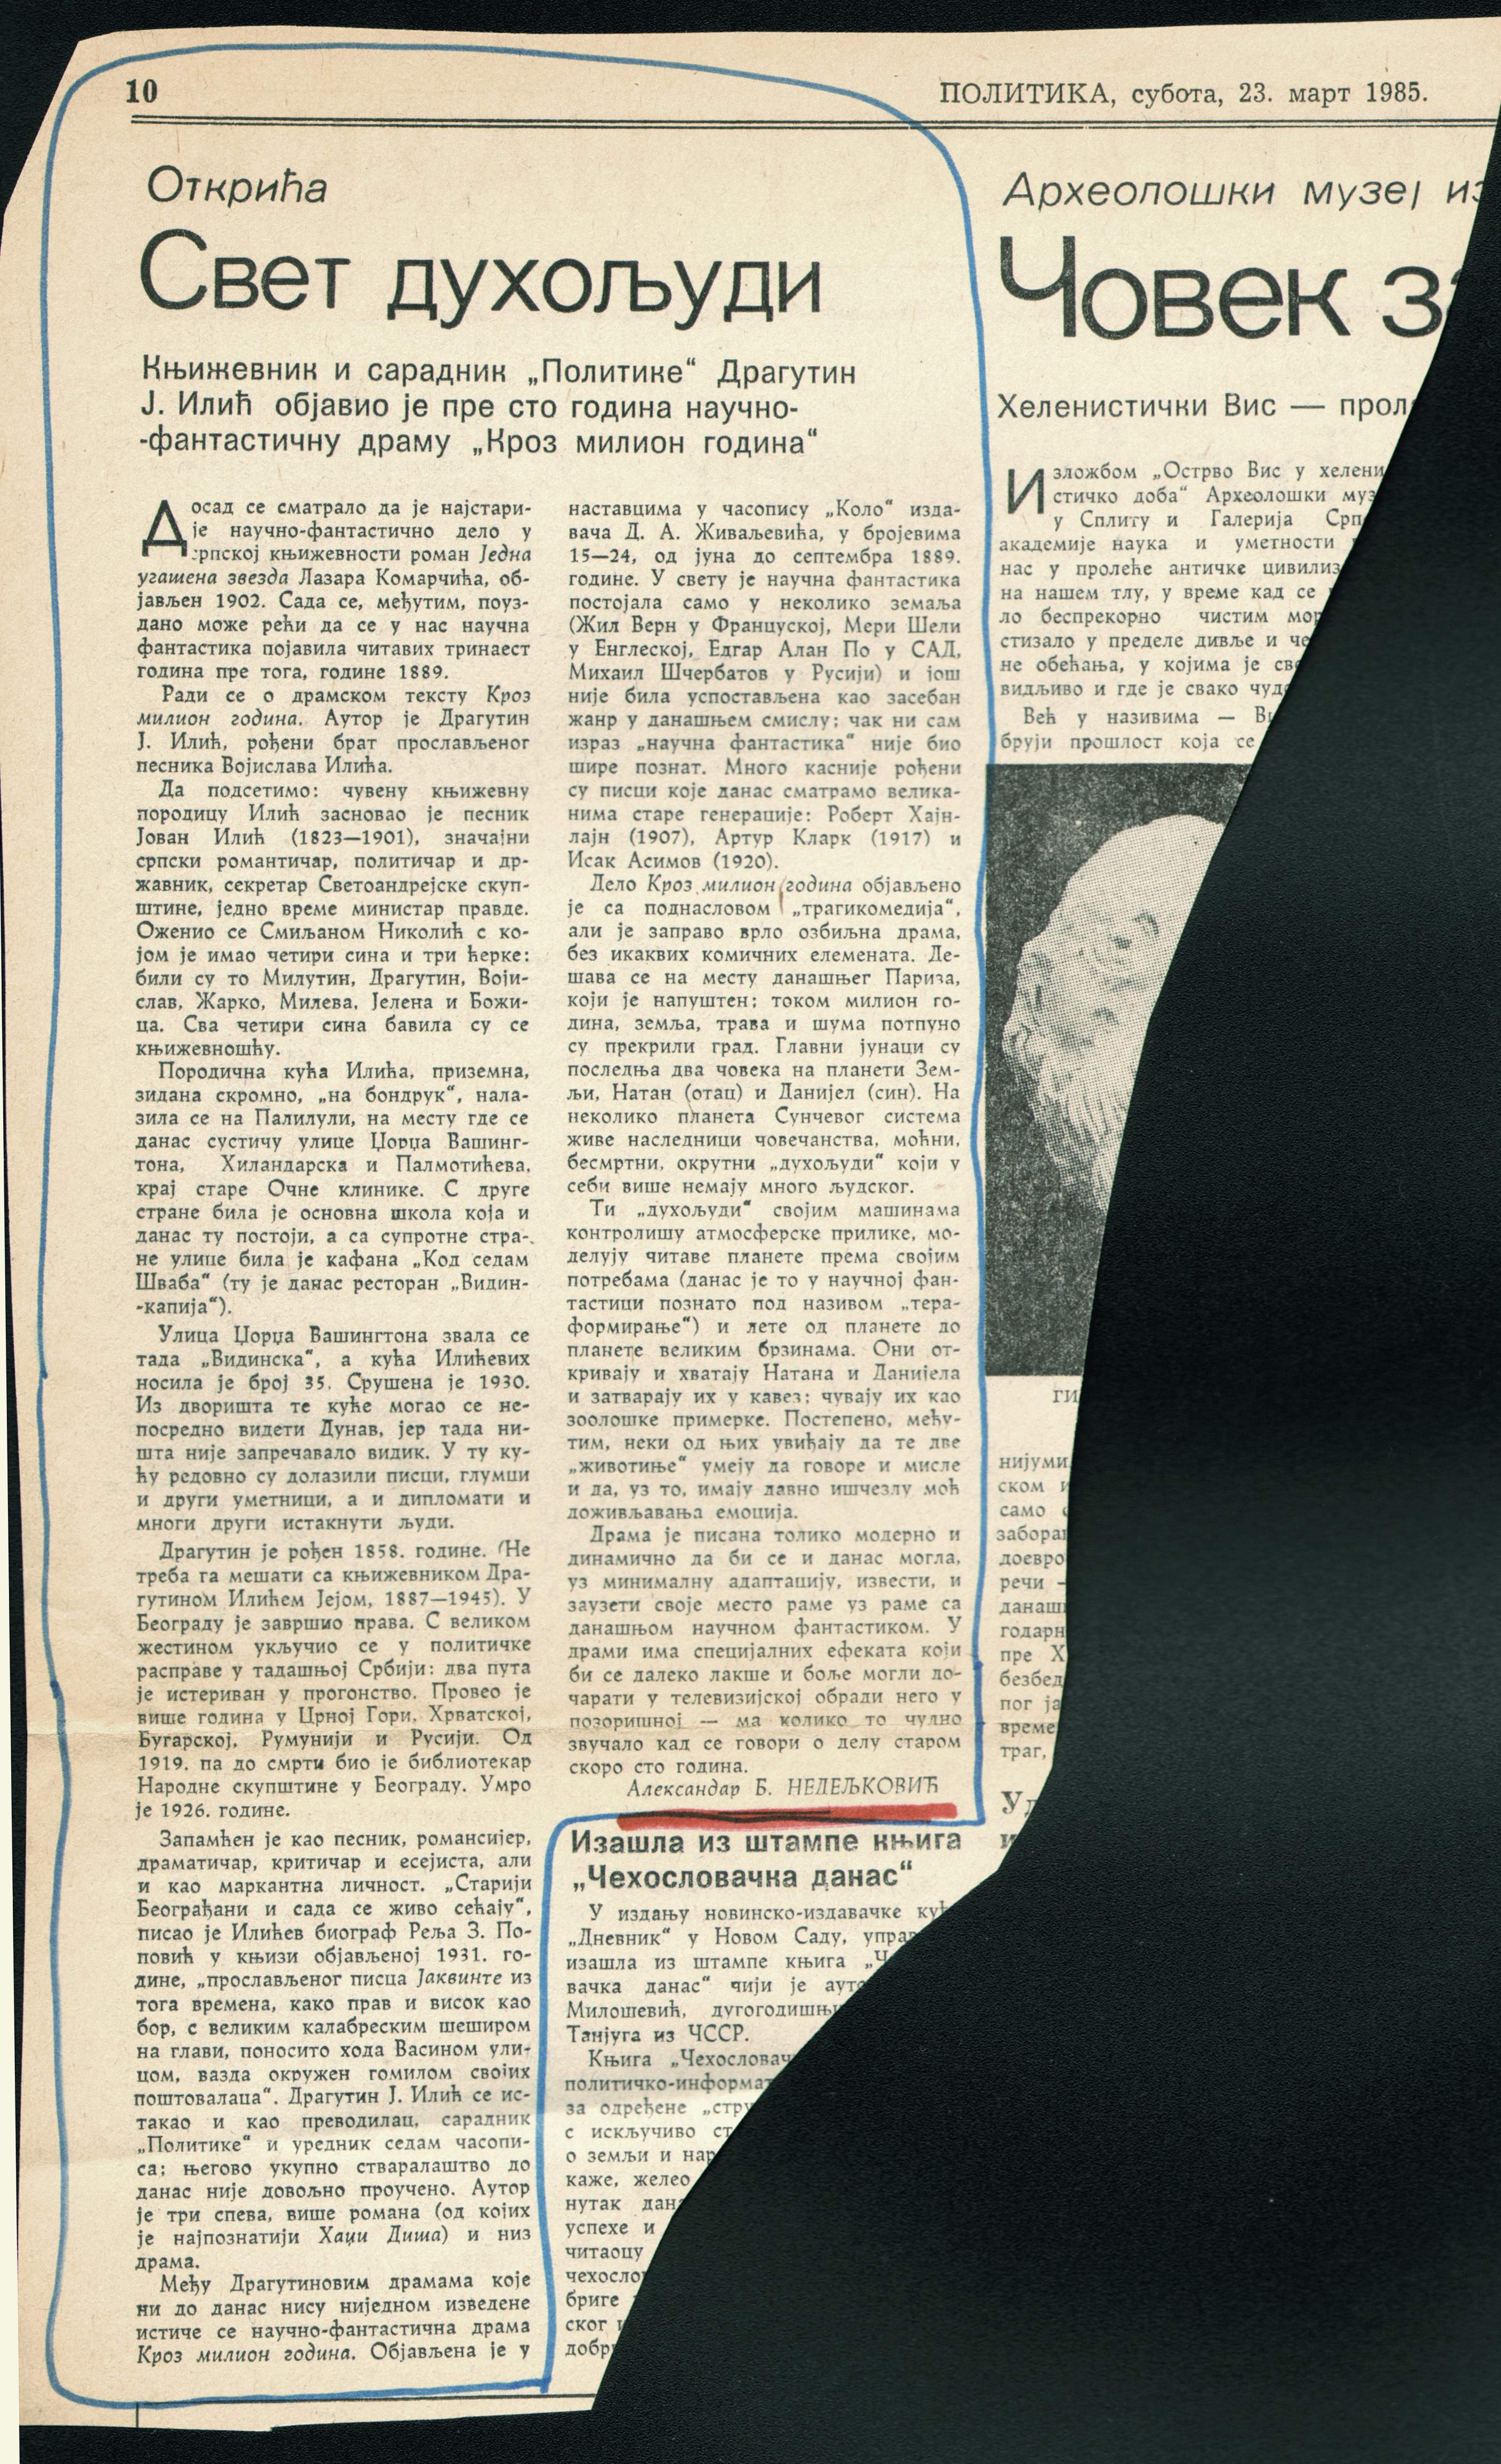 10
ПОЛИТИКА, субота, 23. март 1985.
Открића
Свет духољуди
Књижевник и сарадник „Политике“ Драгутин
Ј. Илић објавио је пре сто година научно-
-фантастичну драму „Кроз милион година“
Досад се сматрало да је најстари-
је научно-фантастично дело у
српској књижевности роман Једна
угашена звезда Лазара Комарчића, об-
јављен 1902. Сада се, међутим, поуз-
дано може рећи да се у нас научна
фантастика појавила читавих тринаест
година пре тога, године 1889.
Ради се о драмском тексту Кроз
милион година. Аутор је Драгутин
Ј. Илић, рођени брат прослављеног
песника Војислава Илића.
Да подсетимо: чувену књижевну
породицу Илић засновао је песник
Јован Илић (1823—1901), значајни
српски романтичар, политичар и др-
жавник, секретар Светоандрејске скуп-
штине, једно време министар правде.
Оженио се Смиљаном Николић с ко-
јом је имао четири сина и три ћерке:
били су то Милутин, Драгутин, Воји-
слав, Жарко, Милева, Јелена и Божи-
ца. Сва четири сина бавила су се
књижевношћу.
Породична кућа Илића, приземна,
зидана скромно, „на бондрук“, нала-
зила се на Палилули, на месту где се
данас сустичу улице Џорџа Вашинг-
тона, Хиландарска и Палмотићева,
крај старе Очне клинике. С друге
стране била је основна школа која и
данас ту постоји, а са супротне стра-
не улице била је кафана „Код седам
Шваба“ (ту је данас ресторан „Видин-
-капија“).
Улица Џорџа Вашингтона звала се
тада „Видинска“, а кућа Илићевих
носила је број 35. Срушена је 1930.
Из дворишта те куће могао се не-
посредно видети Дунав, јер тада ни-
шта није запречавало видик. У ту ку-
ћу редовно су долазили писци, глумци
и други уметници, а и дипломати и
многи други истакнути људи.
Драгутин је рођен 1858. године. (Не
треба га мешати са књижевником Дра-
гутином Илићем Јејом, 1887—1945). У
Београду је завршио права. С великом
жестином укључио се у политичке
расправе у тадашњој Србији: два пута
је истериван у прогонство. Провео је
више година у Црној Гори, Хрватској,
Бугарској, Румунији и Русији. Од
1919. па до смрти био је библиотекар
Народне скупштине у Београду. Умро
је 1926. године.
Запамћен је као песник, романсијер,
драматичар, критичар и есејиста, али
и као маркантна личност. „Старији
Београђани и сада се живо сећају“,
писао је Илићев биограф Реља З. По-
повић у књизи објављеној 1931. го-
дине, „прослављеног писца Јаквинте из
тога времена, како прав и висок као
бор, с великим калабреским шеширом
на глави, поносито хода Васином ули-
цом, вазда окружен гомилом својих
поштовалаца“. Драгутин Ј. Илић се ис-
такао и као преводилац, сарадник
„Политике“ и уредник седам часопи-
са; његово укупно стваралаштво до
данас није довољно проучено. Аутор
је три спева, више романа (од којих
је најпознатији Хаџи Диша) и низ
драма.
Међу Драгутиновим драмама које
ни до данас нису ниједном изведене
истиче се научно-фантастична драма
Кроз милион година. Објављена је у
наставцима у часопису „Коло“ изда-
вача Д. А. Живаљевића, у бројевима
15—24, од јуна до септембра 1889.
године. У свету је научна фантастика
постојала само у неколико земаља
(Жил Верн у Француској, Мери Шели
у Енглеској, Едгар Алан По у САД,
Михаил Шчербатов у Русији) и још
није била успостављена као засебан
жанр у данашњем смислу; чак ни сам
израз „научна фантастика“ није био
шире познат. Много касније рођени
су писци које данас сматрамо велика-
нима старе генерације: Роберт Хајн-
лајн (1907), Артур Кларк (1917) и
Исак Асимов (1920).
Дело Кроз милион година објављено
је са поднасловом „трагикомедија“,
али је заправо врло озбиљна драма,
без икаквих комичних елемената. Де-
шава се на месту данашњег Париза,
који је напуштен; током милион го-
дина, земља, трава и шума потпуно
су прекрили град. Главни јунаци су
последња два човека на планети Зем-
љи, Натан (отац) и Данијел (син). На
неколико планета Сунчевог система
живе наследници човечанства, моћни,
бесмртни, окрутни „духољуди“ који у
себи више немају много људског.
Ти „духољуди“ својим машинама
контролишу атмосферске прилике, мо-
делују читаве планете према својим
потребама (данас је то у научној фан-
тастици познато под називом „тера-
формирање“) и лете од планете до
планете великим брзинама. Они от-
кривају и хватају Натана и Данијела
и затварају их у кавез; чувају их као
зоолошке примерке. Постепено, међу-
тим, неки од њих увиђају да те две
„животиње“ умеју да говоре и мисле
и да, уз то, имају давно ишчезлу моћ
доживљавања емоција.
Драма је писана толико модерно и
динамично да би се и данас могла,
уз минималну адаптацију, извести, и
заузети своје место раме уз раме са
данашњом научном фантастиком. У
драми има специјалних ефеката који
би се далеко лакше и боље могли до-
чарати у телевизијској обради него у
позоришној — ма колико то чудно
звучало кад се говори о делу старом
скоро сто година.
Александар Б. НЕДЕЉКОВИЋ
Изашла из штампе књига
„Чехословачка данас“
У издању новинско-издавачке
„Дневник“ у Новом Саду,
изашла из штампе књига
вачка данас“ чији је
Милошевић,
Танјуга из ЧССР.
Књига
за одређене
с искључиво
о земљи и
каже, желео
нутак
успехе и
читаоцу
бриге
ског
Археолошки музеј
Човек
Хеленистички Вис —
Изложбом „Острво Вис у хелени
стичко доба“ Археолошки
у Сплиту и Галерија
академије наука и уметности
нас у пролеће античке
на нашем тлу, у време кад се
ло беспрекорно чистим
стизало у пределе дивље и
не обећања, у којима је
видљиво и где је свако
Већ у називима —
бруји прошлост која се
нијуми
ском
само
речи —
пре
пог
време
траг,